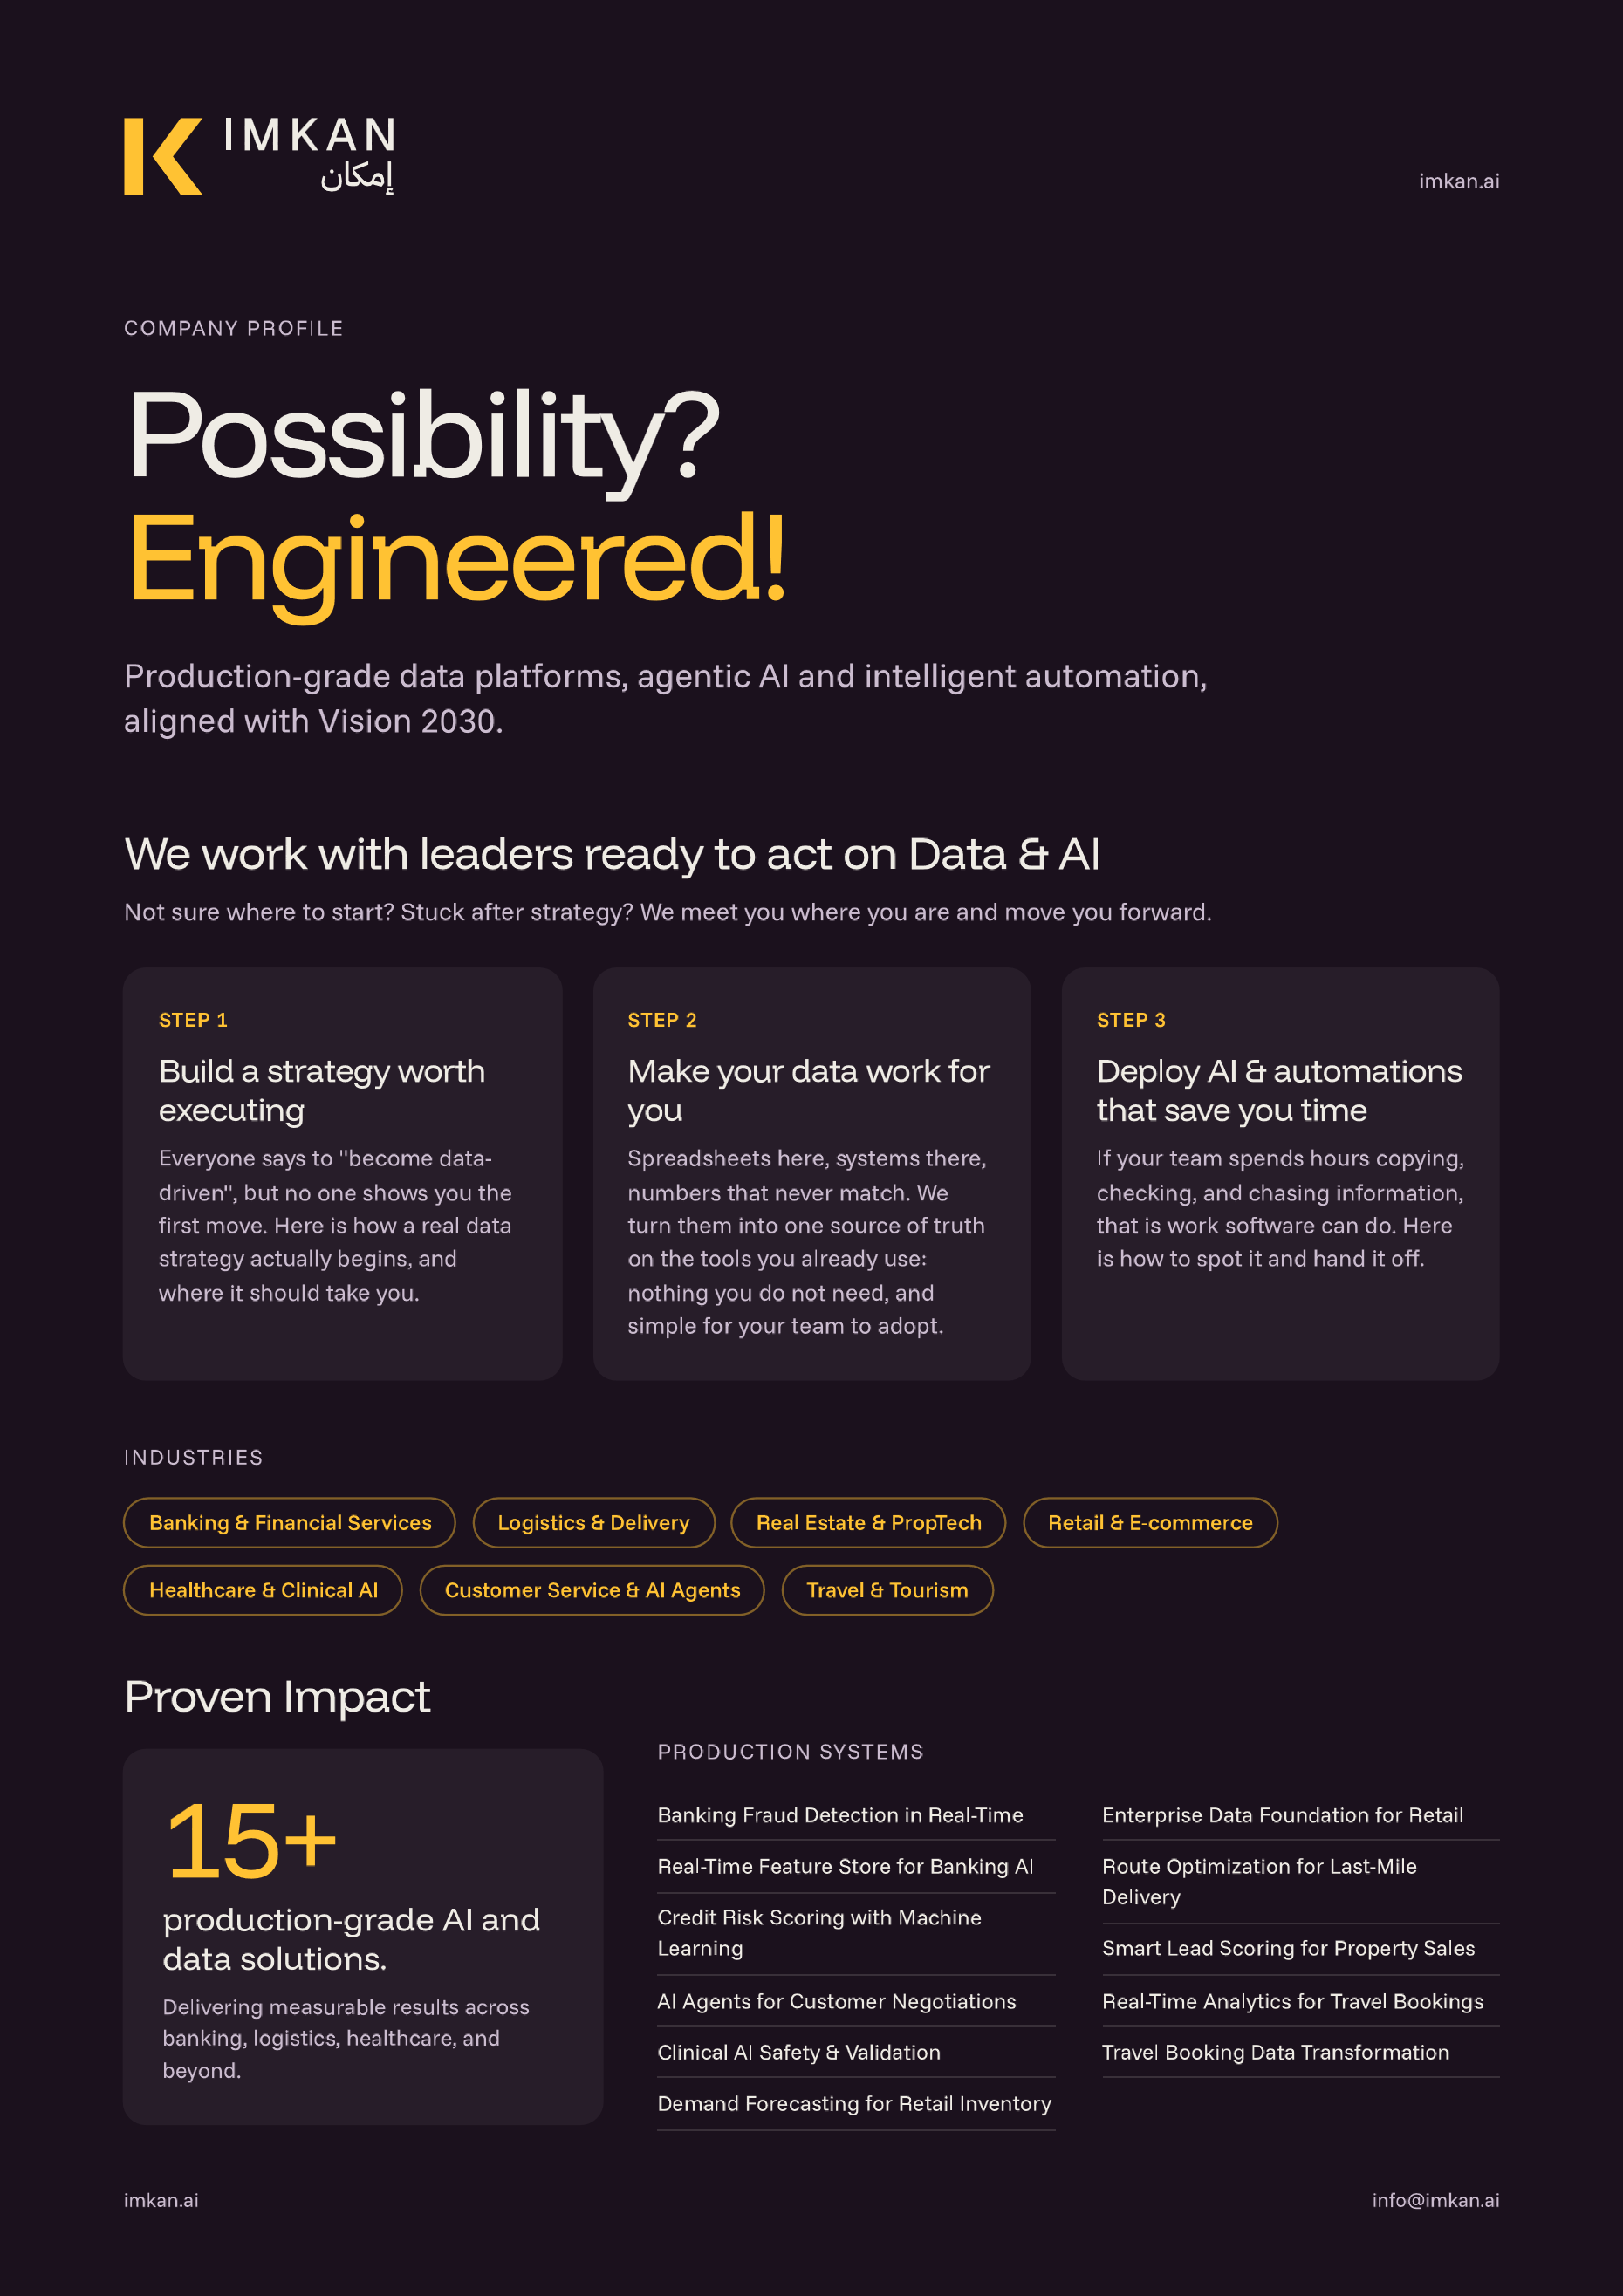 IMKAN
إمكان
imkan.ai
COMPANY PROFILE
Possibility?
Engineered!
Production-grade data platforms, agentic AI and intelligent automation,
aligned with Vision 2030.
We work with leaders ready to act on Data & AI
Not sure where to start? Stuck after strategy? We meet you where you are and move you forward.
STEP 1
Build a strategy worth
executing
Everyone says to "become data-
driven", but no one shows you the
first move. Here is how a real data
strategy actually begins, and
where it should take you.
STEP 2
Make your data work for
you
Spreadsheets here, systems there,
numbers that never match. We
turn them into one source of truth
on the tools you already use:
nothing you do not need, and
simple for your team to adopt.
STEP 3
Deploy AI & automations
that save you time
If your team spends hours copying,
checking, and chasing information,
that is work software can do. Here
is how to spot it and hand it off.
INDUSTRIES
Banking & Financial Services
Logistics & Delivery
Real Estate & PropTech
Retail & E-commerce
Healthcare & Clinical AI
Customer Service & AI Agents
Travel & Tourism
Proven Impact
15+
production-grade AI and
data solutions.
Delivering measurable results across
banking, logistics, healthcare, and
beyond.
PRODUCTION SYSTEMS
Banking Fraud Detection in Real-Time
Real-Time Feature Store for Banking AI
Credit Risk Scoring with Machine
Learning
AI Agents for Customer Negotiations
Clinical AI Safety & Validation
Demand Forecasting for Retail Inventory
Enterprise Data Foundation for Retail
Route Optimization for Last-Mile
Delivery
Smart Lead Scoring for Property Sales
Real-Time Analytics for Travel Bookings
Travel Booking Data Transformation
imkan.ai
info@imkan.ai